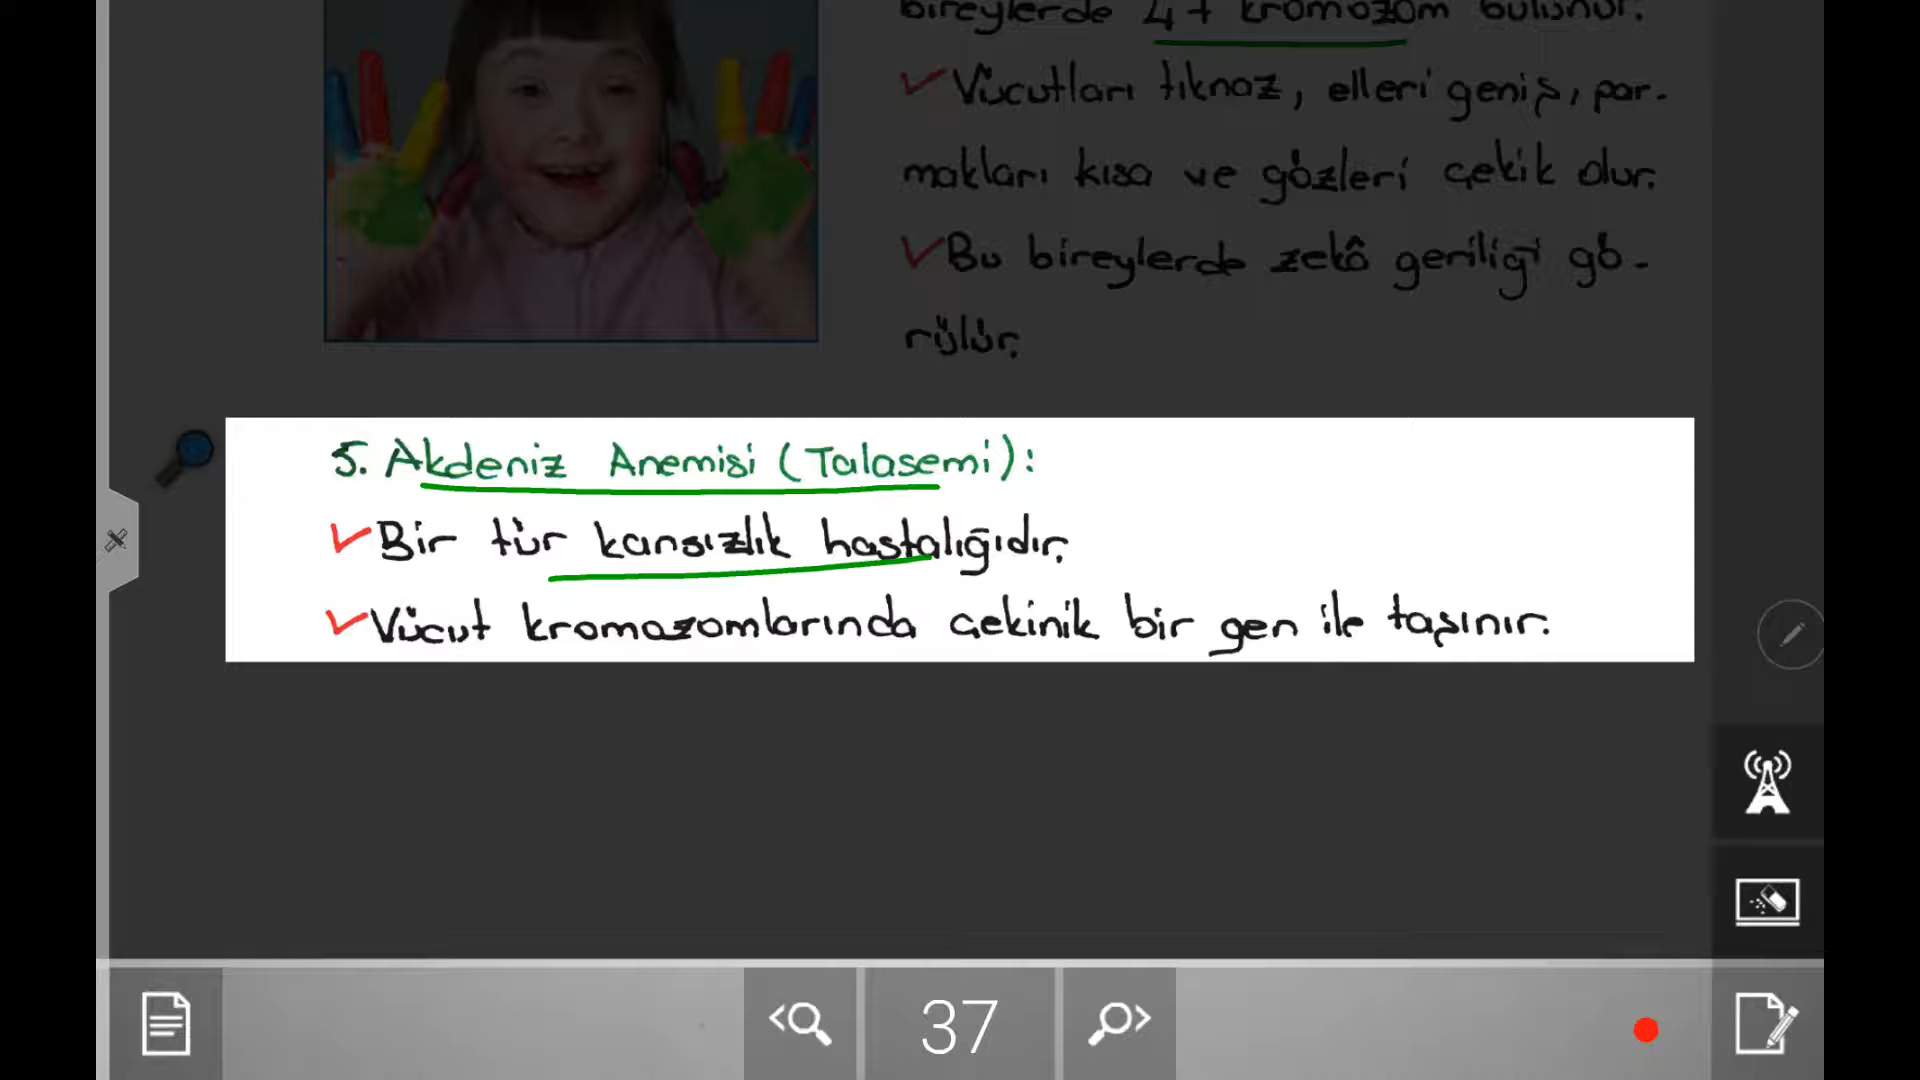 bireylerde 47 kromozom bulunur.
✓Vücutları tıknaz, elleri geniş, par-
makları kısa ve gözleri çekik olur.
✓Bu bireylerde zekâ geriliği gö-
rülür.
5. Akdeniz Anemisi (Talasemi):
✓Bir tür kansızlık hastalığıdır.
✓Vücut kromozomlarında çekinik bir gen ile taşınır.
37